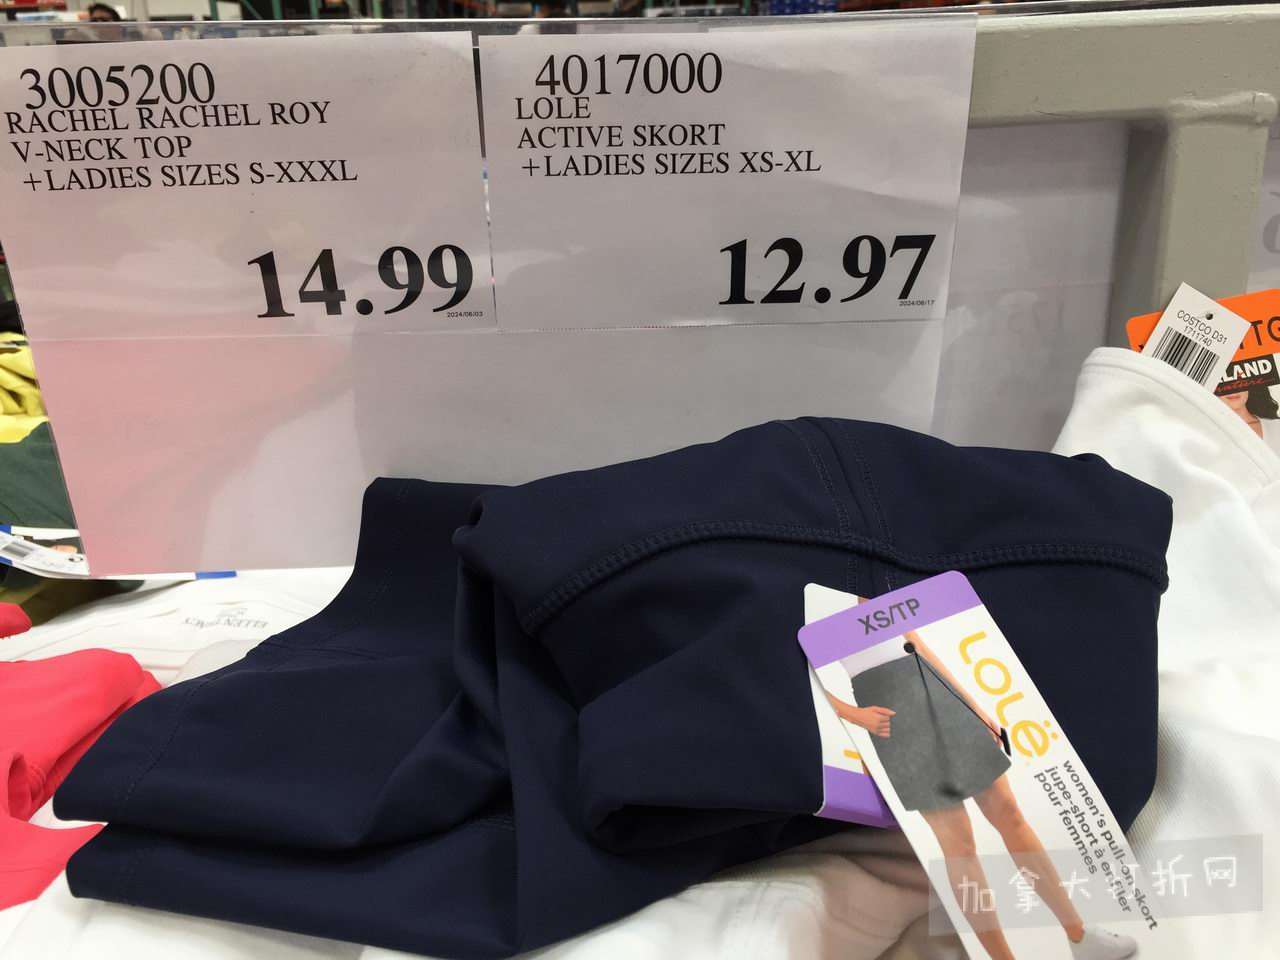 3005200
RACHEL RACHEL ROY
V-NECK TOP
+LADIES SIZES S-XXXL
14.99
2024/06/03
4017000
LOLE
ACTIVE SKORT
+LADIES SIZES XS-XL
12.97
2024/06/17
COSTCO D31
1711740
XS/TP
LOLË
women's pull-on skort
jupe-short à enfiler
pour femmes
加拿大打折网